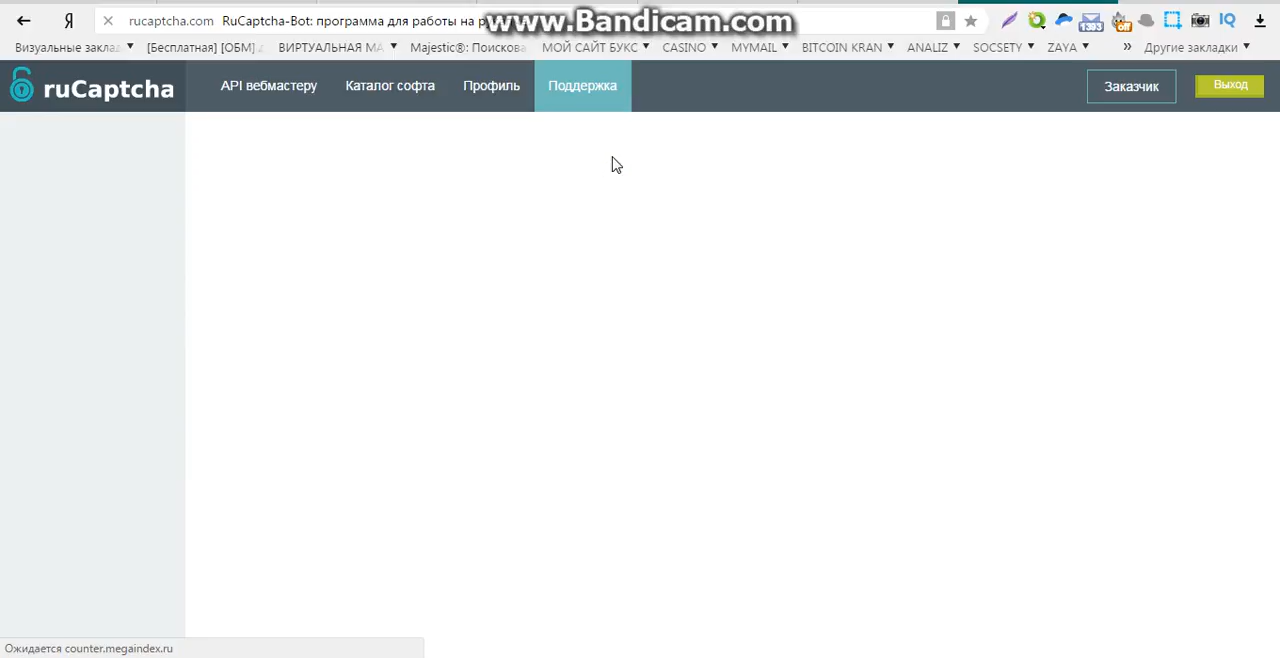 Я rucaptcha.com RuCaptcha-Bot: программа для работы на
www.Bandicam.com
Визуальные заклад [Бесплатная] [ОБМ] ВИРТУАЛЬНАЯ МА Majestic®: Поискова МОЙ САЙТ БУКС CASINO MYMAIL BITCOIN KRAN ANALIZ SOCSETY ZAYA » Другие закладки
ruCaptcha API вебмастеру Каталог софта Профиль Поддержка Заказчик Выход
Ожидается counter.megaindex.ru